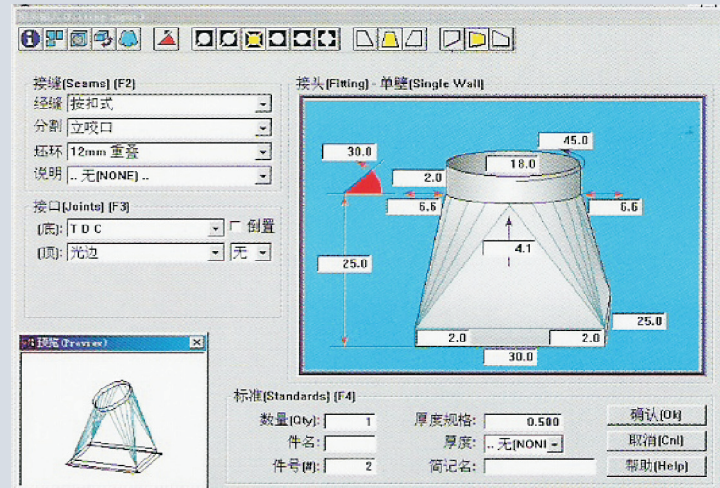 接缝(Seams) (F2)
经缝 按扣式
分割 立咬口
坯环 12mm 重叠
说明 .. 无(NONE) ..
接口(Joints) (F3)
(底): T D C 倒置
(顶): 光边 无
接头(Fitting) - 单壁(Single Wall)
45.0
30.0
18.0
2.0
6.6 6.6
4.1
25.0
25.0
2.0 2.0
30.0
预览(Preview)
标准(Standards) (F4)
数量(Qty): 1 厚度规格: 0.500 确认(Ok)
件名: 厚度: .. 无(NONI 取消(Cnl)
件号(#): 2 简记名: 帮助(Help)